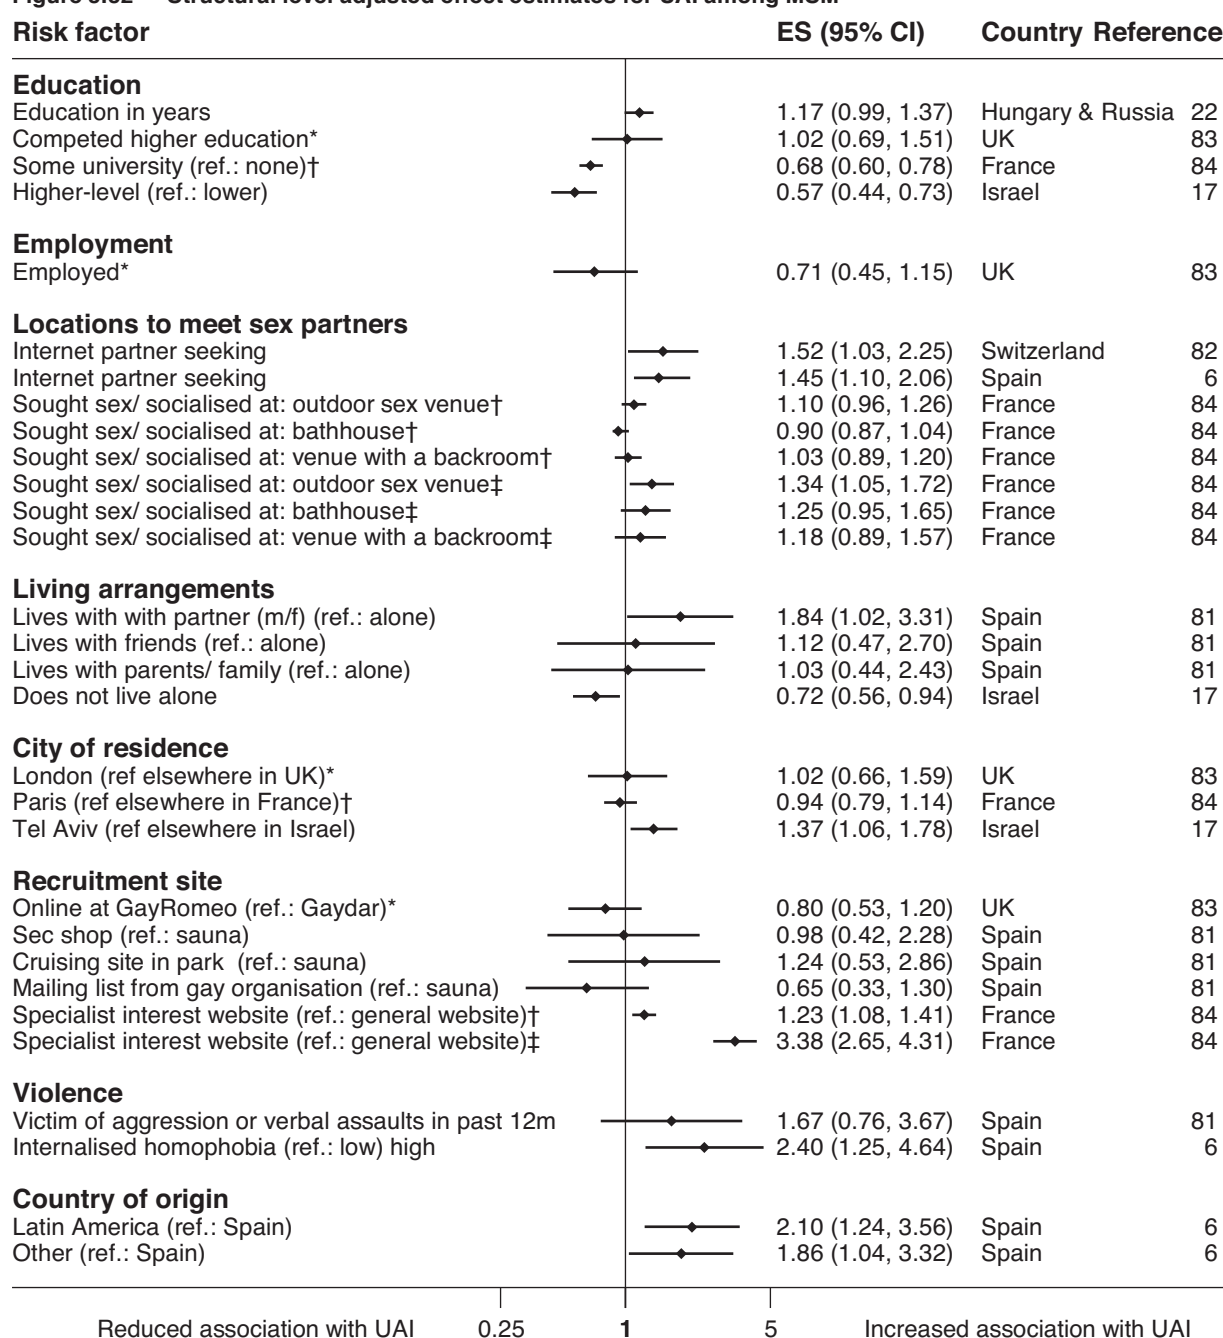 Figure 5.32 Structural level adjusted effect estimates for UAI among MSM
Risk factor ES (95% CI) Country Reference
Education
Education in years 1.17 (0.99, 1.37) Hungary & Russia 22
Competed higher education* 1.02 (0.69, 1.51) UK 83
Some university (ref.: none)† 0.68 (0.60, 0.78) France 84
Higher-level (ref.: lower) 0.57 (0.44, 0.73) Israel 17
Employment
Employed* 0.71 (0.45, 1.15) UK 83
Locations to meet sex partners
Internet partner seeking 1.52 (1.03, 2.25) Switzerland 82
Internet partner seeking 1.45 (1.10, 2.06) Spain 6
Sought sex/ socialised at: outdoor sex venue† 1.10 (0.96, 1.26) France 84
Sought sex/ socialised at: bathhouse† 0.90 (0.87, 1.04) France 84
Sought sex/ socialised at: venue with a backroom† 1.03 (0.89, 1.20) France 84
Sought sex/ socialised at: outdoor sex venue‡ 1.34 (1.05, 1.72) France 84
Sought sex/ socialised at: bathhouse‡ 1.25 (0.95, 1.65) France 84
Sought sex/ socialised at: venue with a backroom‡ 1.18 (0.89, 1.57) France 84
Living arrangements
Lives with with partner (m/f) (ref.: alone) 1.84 (1.02, 3.31) Spain 81
Lives with friends (ref.: alone) 1.12 (0.47, 2.70) Spain 81
Lives with parents/ family (ref.: alone) 1.03 (0.44, 2.43) Spain 81
Does not live alone 0.72 (0.56, 0.94) Israel 17
City of residence
London (ref elsewhere in UK)* 1.02 (0.66, 1.59) UK 83
Paris (ref elsewhere in France)† 0.94 (0.79, 1.14) France 84
Tel Aviv (ref elsewhere in Israel) 1.37 (1.06, 1.78) Israel 17
Recruitment site
Online at GayRomeo (ref.: Gaydar)* 0.80 (0.53, 1.20) UK 83
Sec shop (ref.: sauna) 0.98 (0.42, 2.28) Spain 81
Cruising site in park (ref.: sauna) 1.24 (0.53, 2.86) Spain 81
Mailing list from gay organisation (ref.: sauna) 0.65 (0.33, 1.30) Spain 81
Specialist interest website (ref.: general website)† 1.23 (1.08, 1.41) France 84
Specialist interest website (ref.: general website)‡ 3.38 (2.65, 4.31) France 84
Violence
Victim of aggression or verbal assaults in past 12m 1.67 (0.76, 3.67) Spain 81
Internalised homophobia (ref.: low) high 2.40 (1.25, 4.64) Spain 6
Country of origin
Latin America (ref.: Spain) 2.10 (1.24, 3.56) Spain 6
Other (ref.: Spain) 1.86 (1.04, 3.32) Spain 6
Reduced association with UAI 0.25 1 5 Increased association with UAI